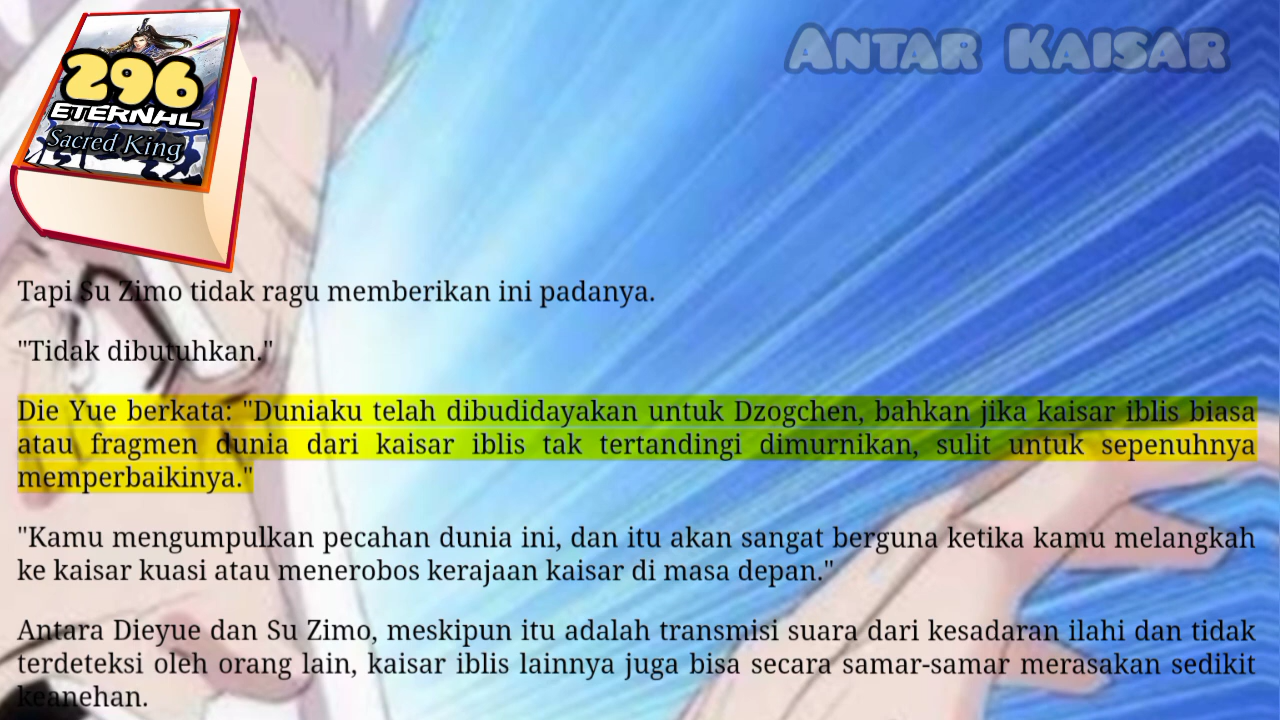 Antar Kaisar
296
ETERNAL
Sacred King
Tapi Su Zimo tidak ragu memberikan ini padanya.
"Tidak dibutuhkan."
Die Yue berkata: "Duniaku telah dibudidayakan untuk Dzogchen, bahkan jika kaisar iblis biasa
atau fragmen dunia dari kaisar iblis tak tertandingi dimurnikan, sulit untuk sepenuhnya
memperbaikinya."
"Kamu mengumpulkan pecahan dunia ini, dan itu akan sangat berguna ketika kamu melangkah
ke kaisar kuasi atau menerobos kerajaan kaisar di masa depan."
Antara Dieyue dan Su Zimo, meskipun itu adalah transmisi suara dari kesadaran ilahi dan tidak
terdeteksi oleh orang lain, kaisar iblis lainnya juga bisa secara samar-samar merasakan sedikit
keanehan.